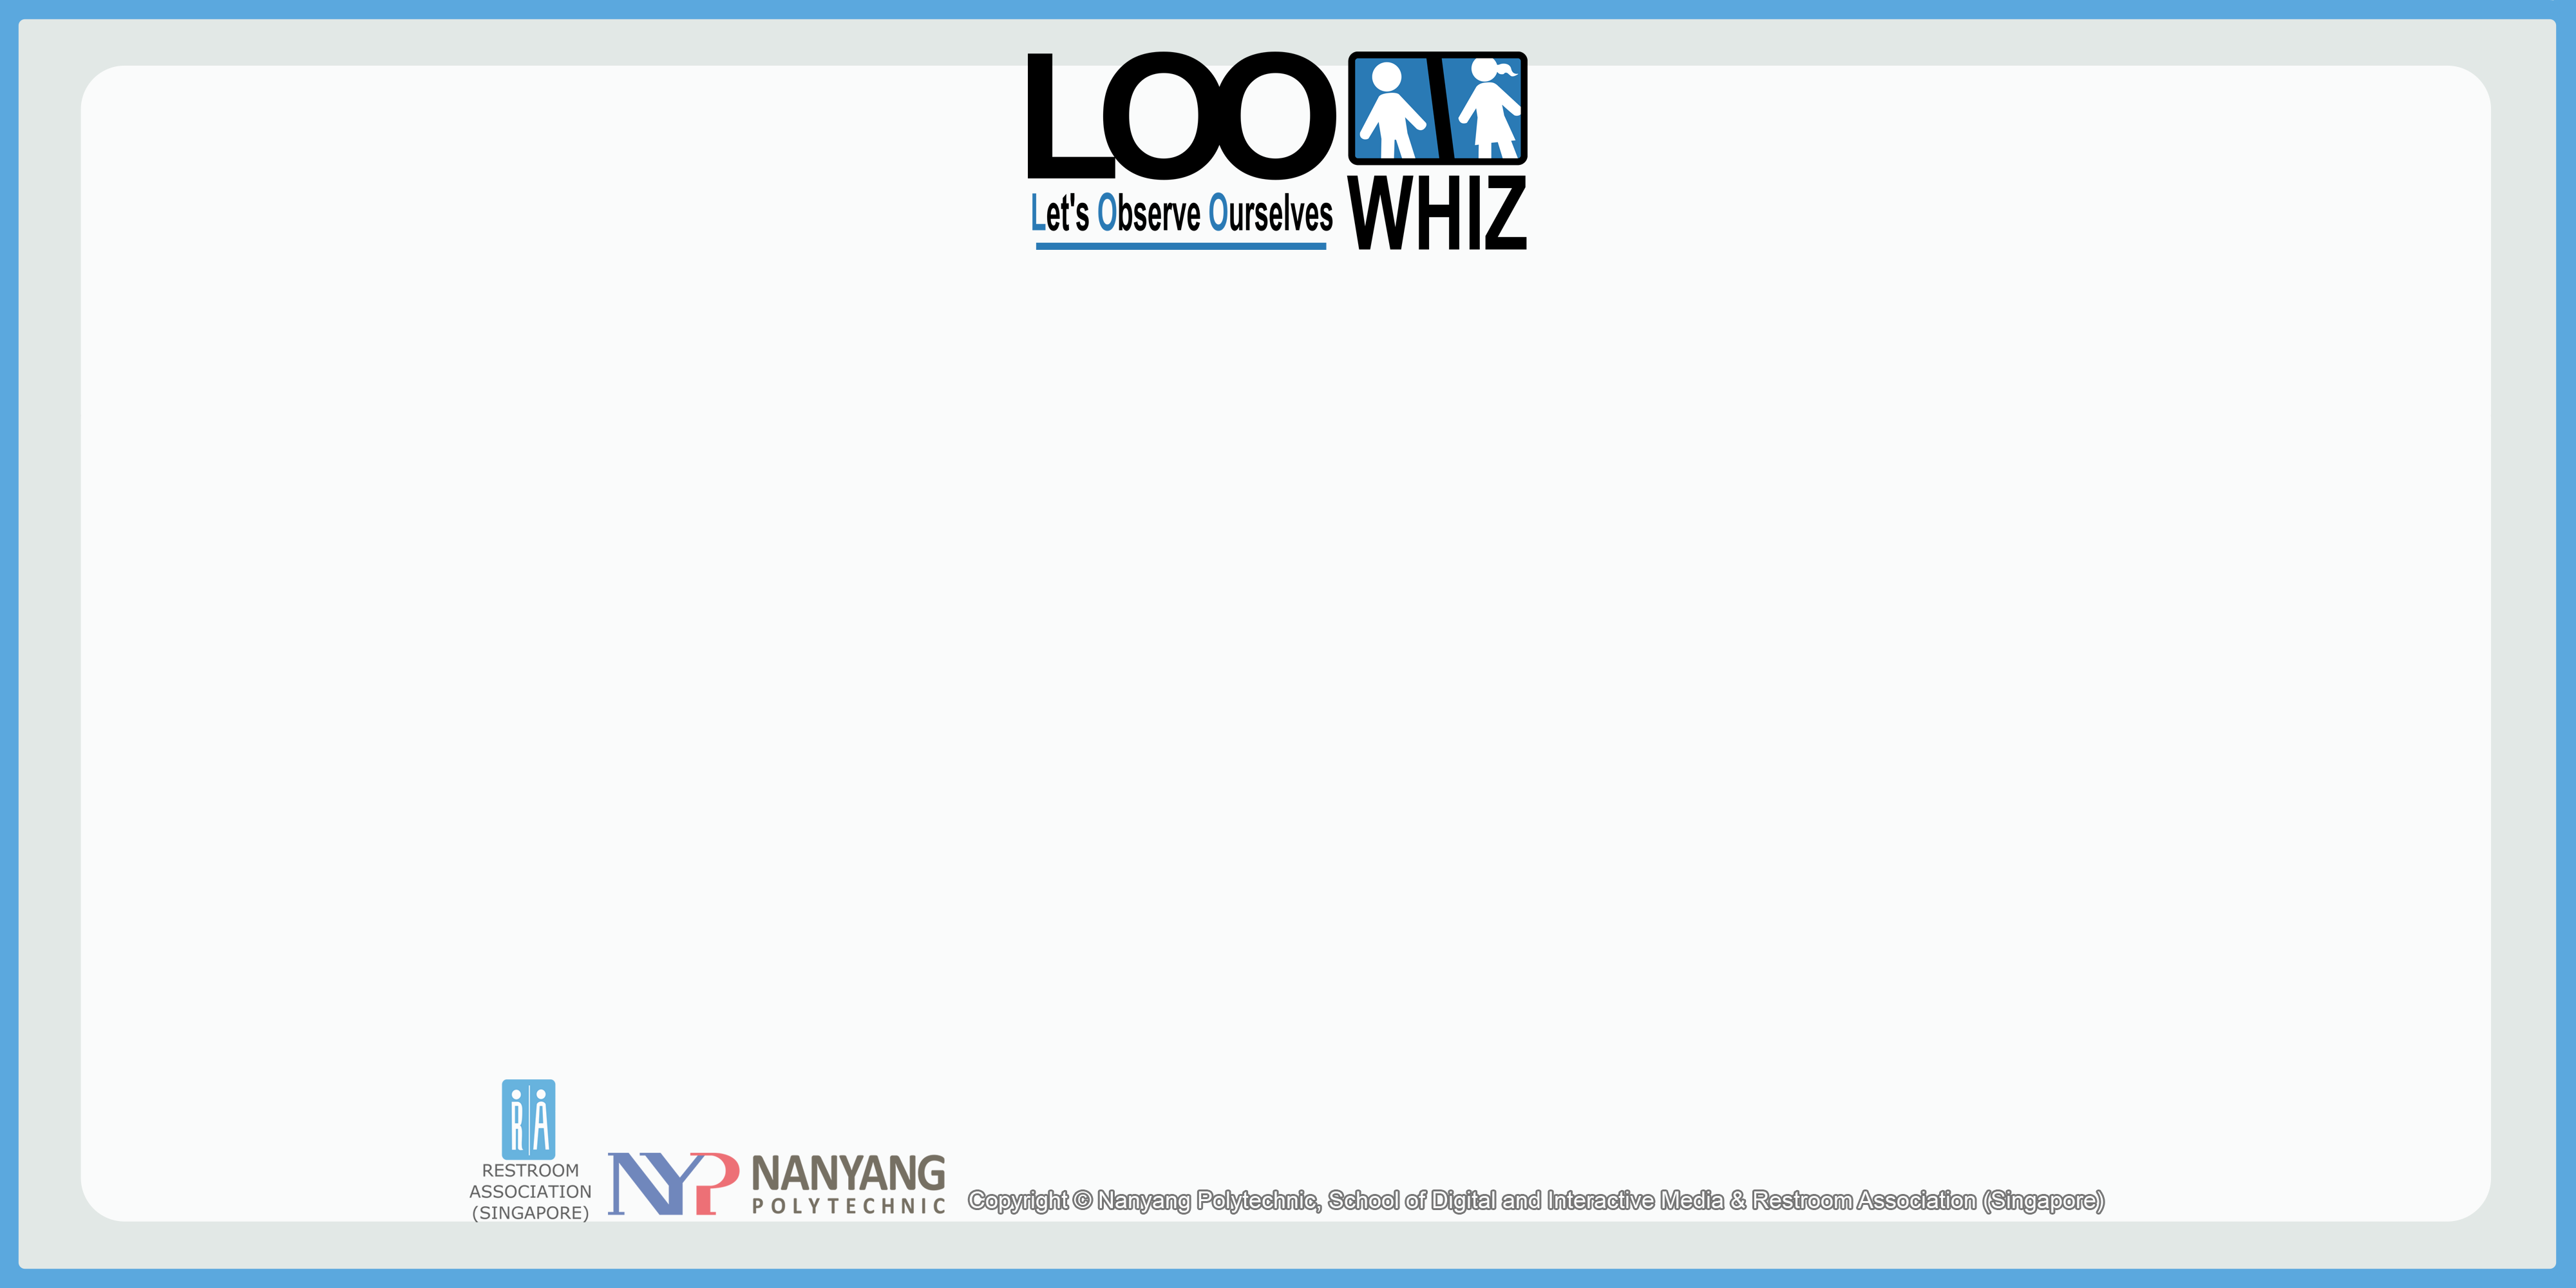 LOO
Let's Observe Ourselves
WHIZ
RA
RESTROOM
ASSOCIATION
(SINGAPORE)
NYP
NANYANG
POLYTECHNIC
Copyright © Nanyang Polytechnic, School of Digital and Interactive Media & Restroom Association (Singapore)